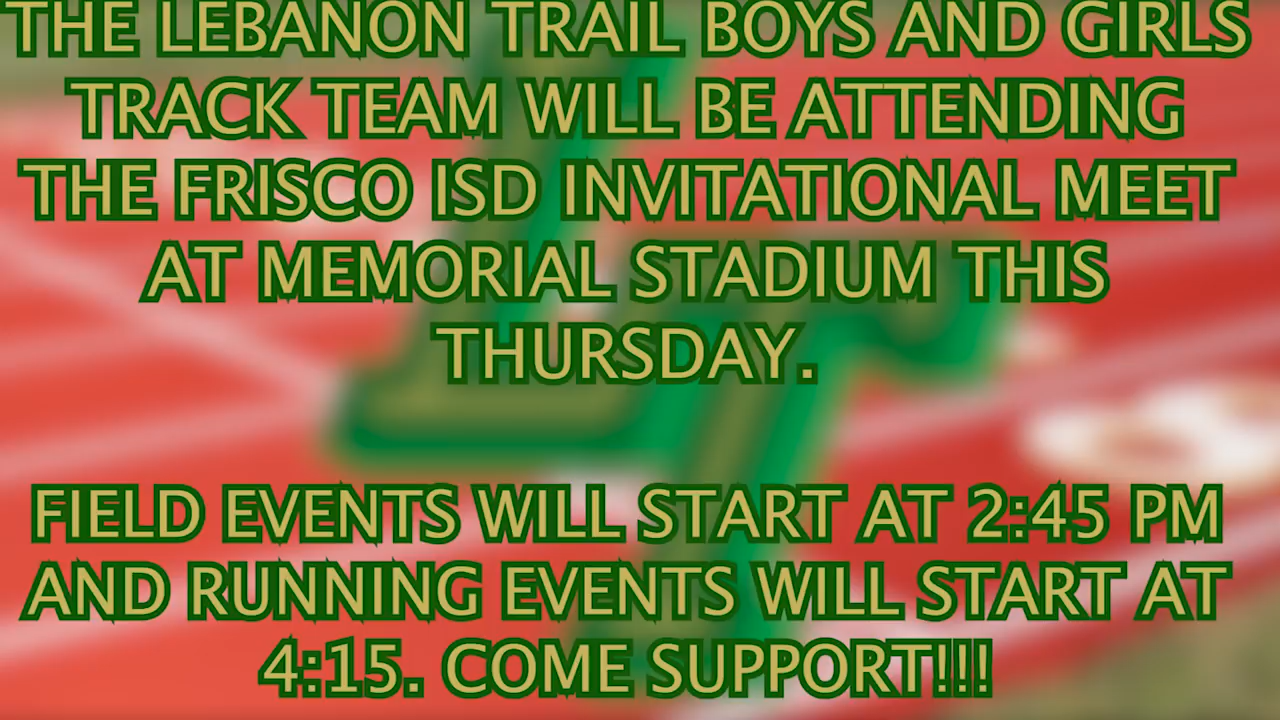 THE LEBANON TRAIL BOYS AND GIRLS
TRACK TEAM WILL BE ATTENDING
THE FRISCO ISD INVITATIONAL MEET
AT MEMORIAL STADIUM THIS
THURSDAY.
FIELD EVENTS WILL START AT 2:45 PM
AND RUNNING EVENTS WILL START AT
4:15. COME SUPPORT!!!